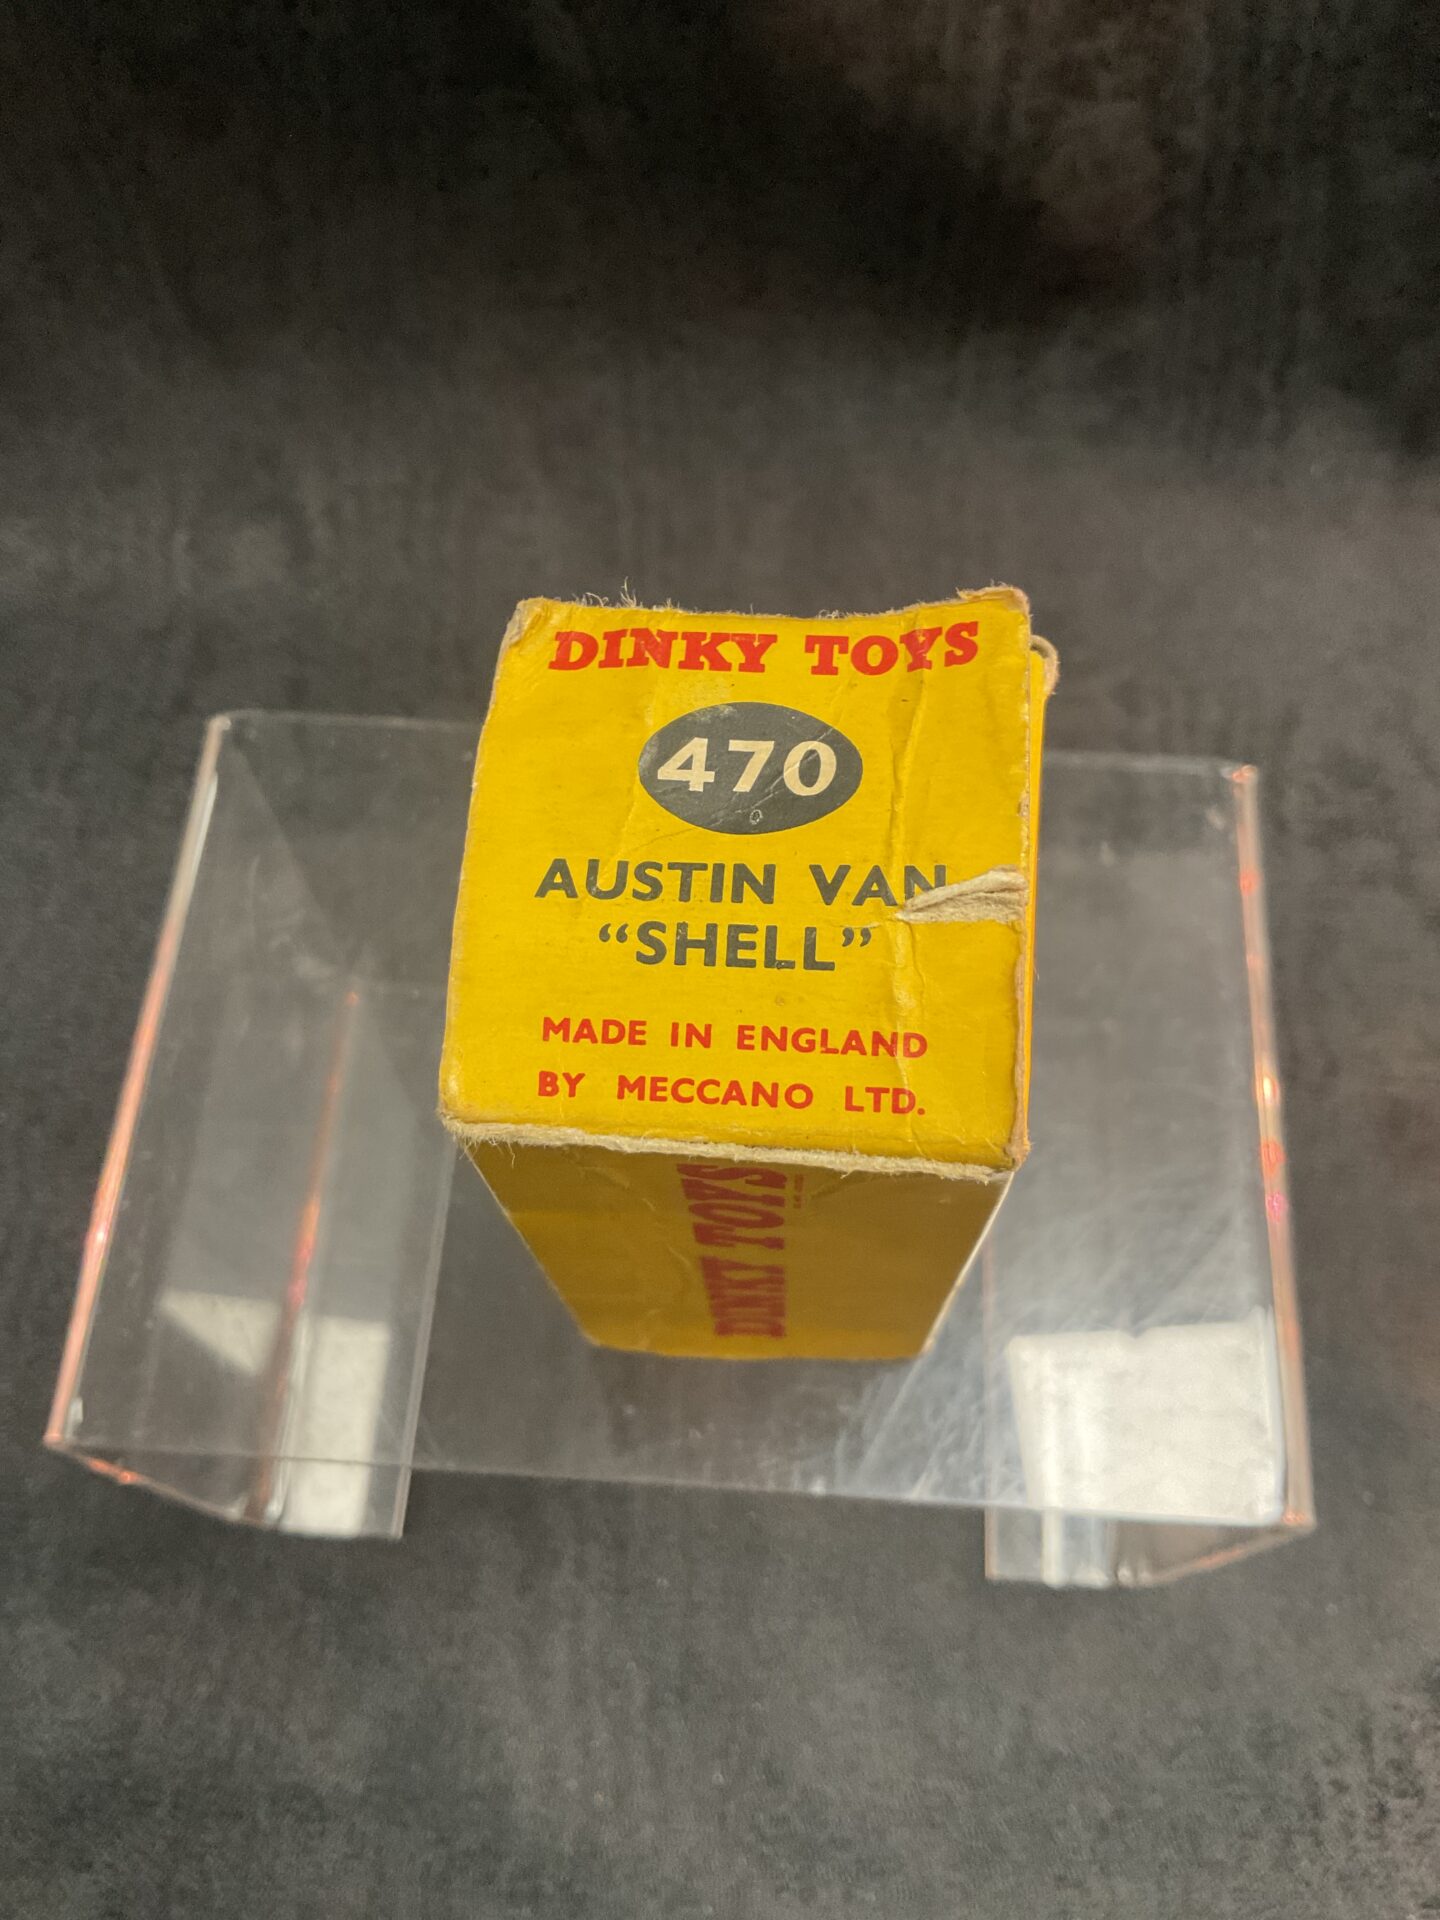 DINKY TOYS
470
AUSTIN VAN
“SHELL”
MADE IN ENGLAND
BY MECCANO LTD.
DINKY TOYS